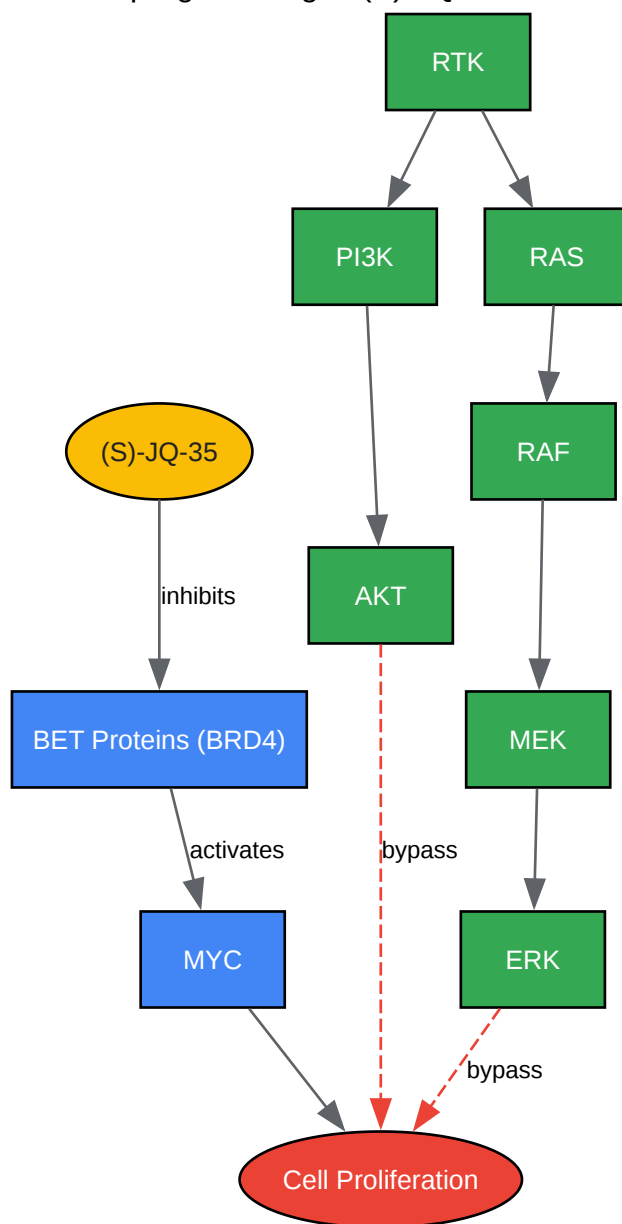 RTK
PI3K
RAS
(S)-JQ-35
RAF
inhibits
AKT
BET Proteins (BRD4)
MEK
activates
bypass
MYC
ERK
bypass
Cell Proliferation